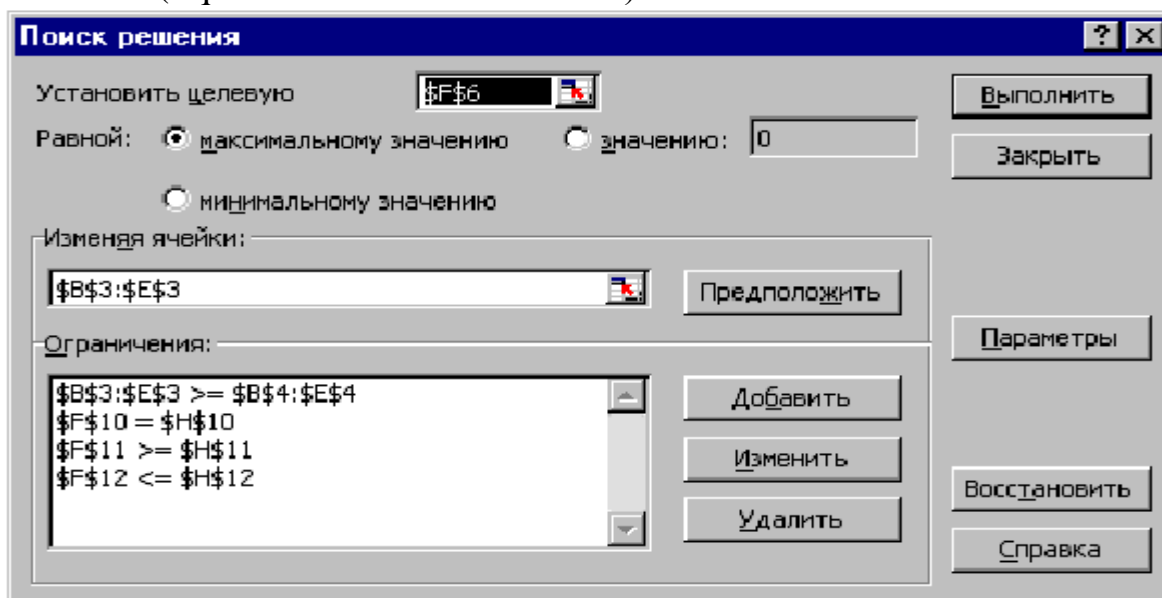 Поиск решения
Установить целевую $F$6 Выполнить
Равной: максимальному значению значению: 0 Закрыть
минимальному значению
Изменяя ячейки:
$B$3:$E$3 Предположить
Ограничения: Параметры
$B$3:$E$3 >= $B$4:$E$4 Добавить
$F$10 = $H$10
$F$11 >= $H$11 Изменить
$F$12 <= $H$12 Восстановить
Удалить
Справка